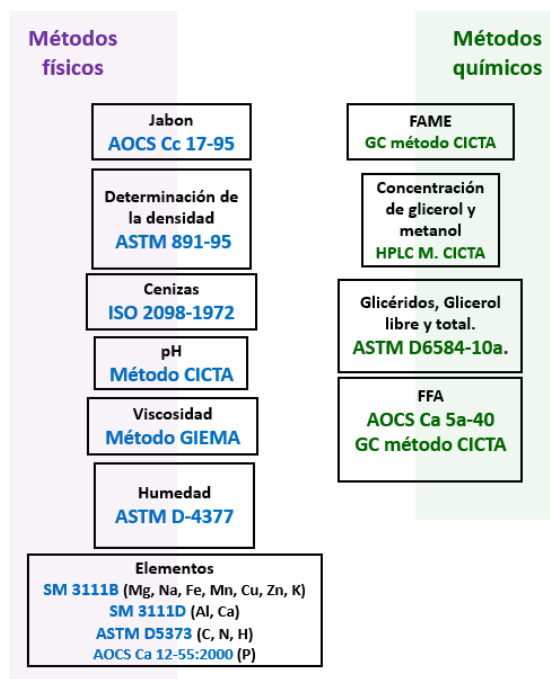 Métodos
físicos
Jabon
AOCS Cc 17-95
Determinación de
la densidad
ASTM 891-95
Cenizas
ISO 2098-1972
pH
Método CICTA
Viscosidad
Método GIEMA
Humedad
ASTM D-4377
Elementos
SM 3111B (Mg, Na, Fe, Mn, Cu, Zn, K)
SM 3111D (Al, Ca)
ASTM D5373 (C, N, H)
AOCS Ca 12-55:2000 (P)
Métodos
químicos
FAME
GC método CICTA
Concentración
de glicerol y
metanol
HPLC M. CICTA
Glicéridos, Glicerol
libre y total.
ASTM D6584-10a.
FFA
AOCS Ca 5a-40
GC método CICTA